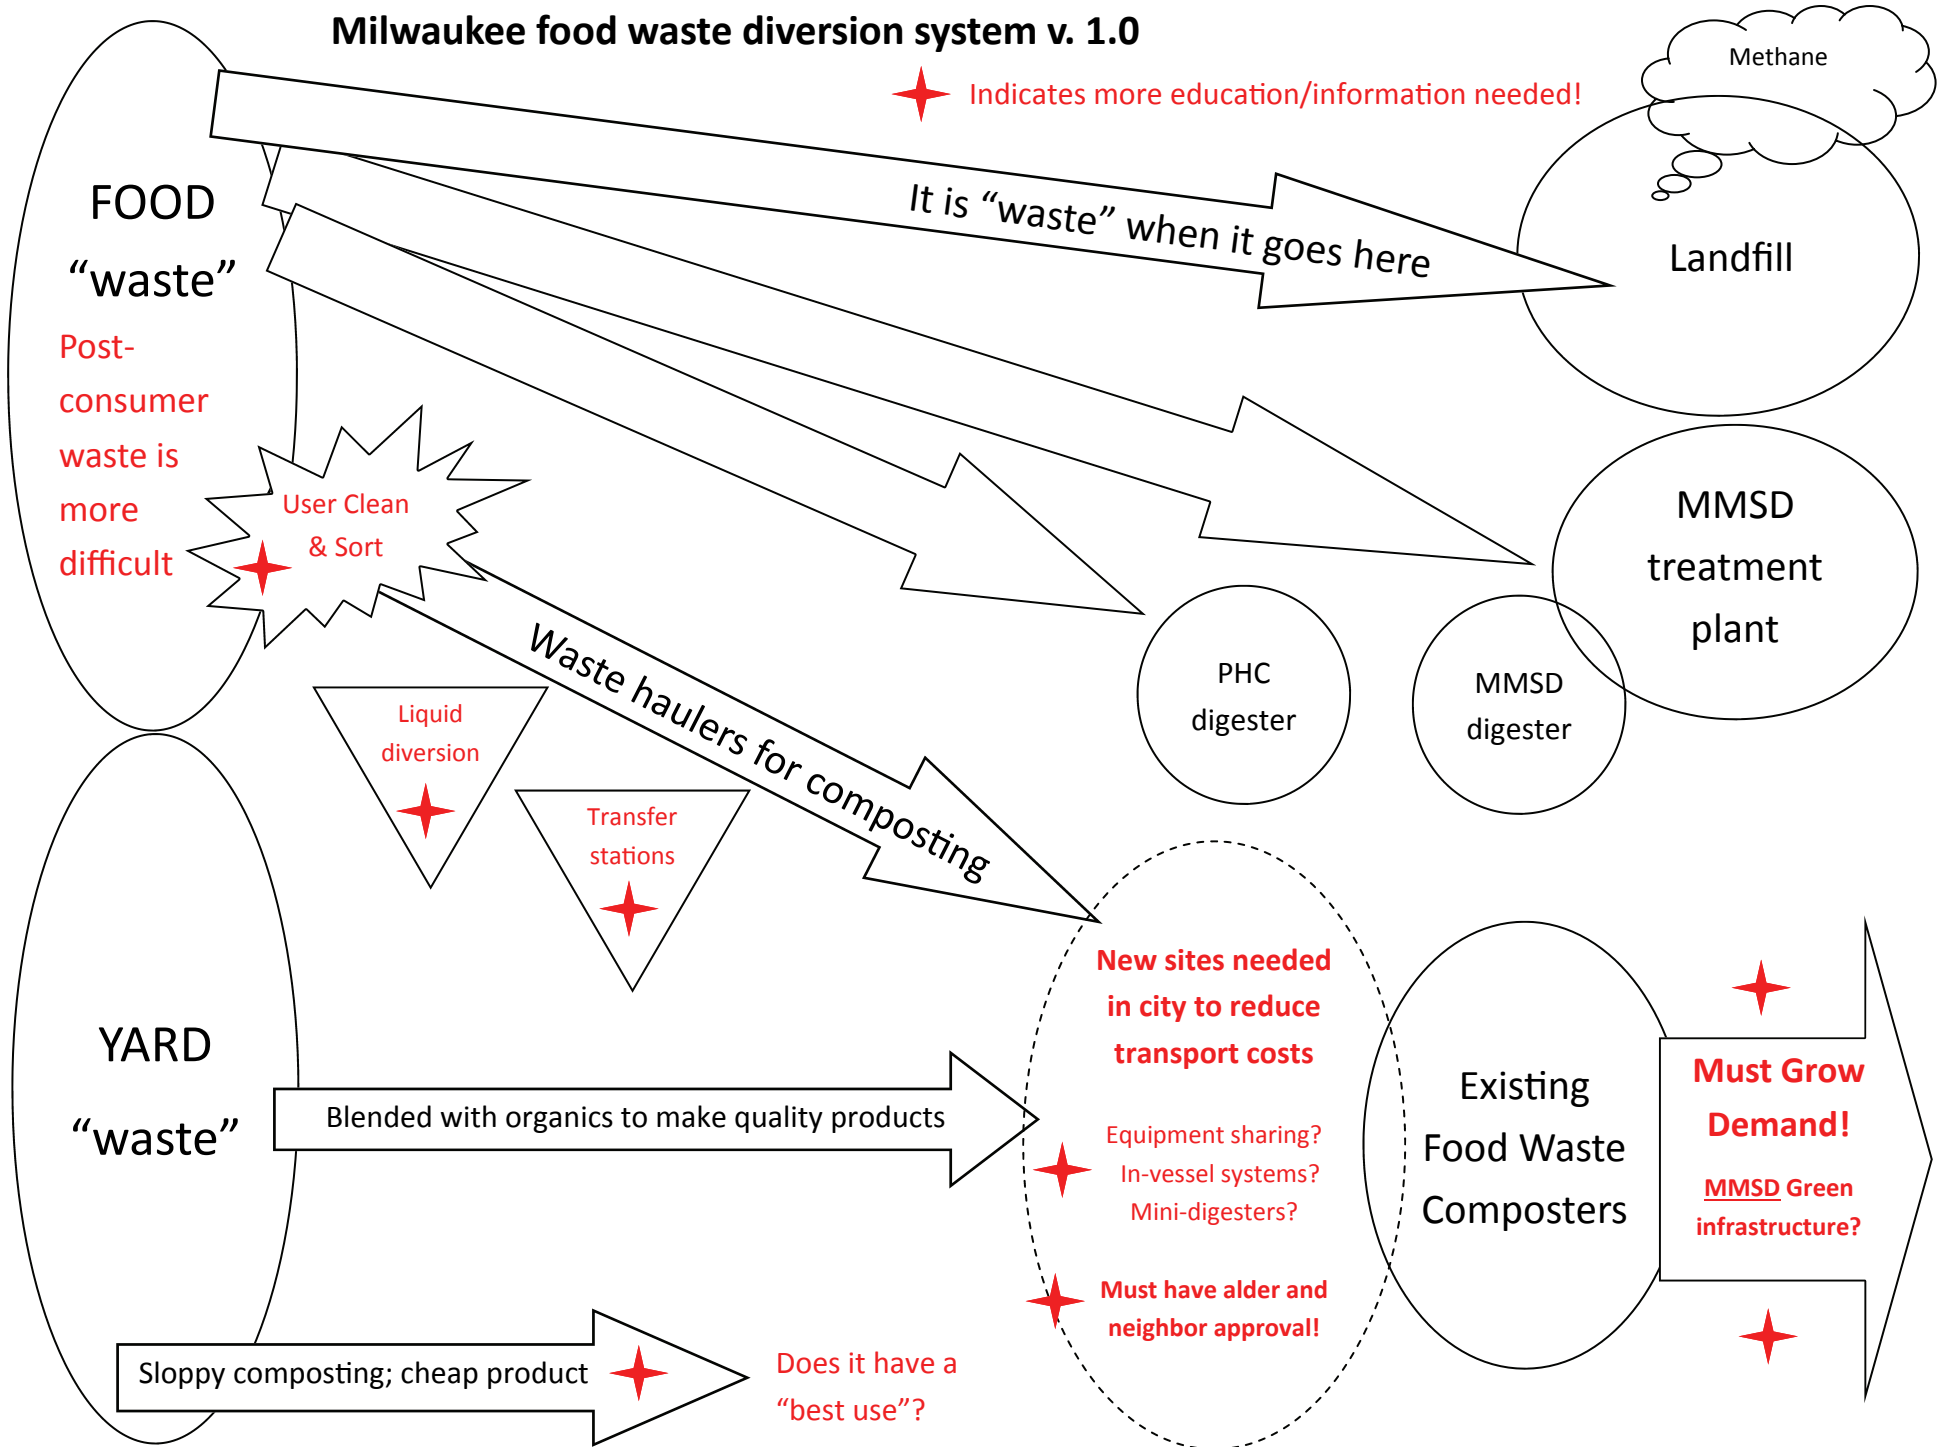 Milwaukee food waste diversion system v. 1.0
Indicates more education/information needed!
Methane
FOOD
“waste”
Post-
consumer
waste is
more
difficult
It is “waste” when it goes here
Landfill
User Clean
& Sort
MMSD
treatment
plant
PHC
digester
MMSD
digester
Waste haulers for composting
Liquid
diversion
Transfer
stations
YARD
“waste”
Blended with organics to make quality products
Sloppy composting; cheap product
Does it have a
“best use”?
New sites needed
in city to reduce
transport costs
Equipment sharing?
In-vessel systems?
Mini-digesters?
Must have alder and
neighbor approval!
Existing
Food Waste
Composters
Must Grow
Demand!
MMSD Green
infrastructure?